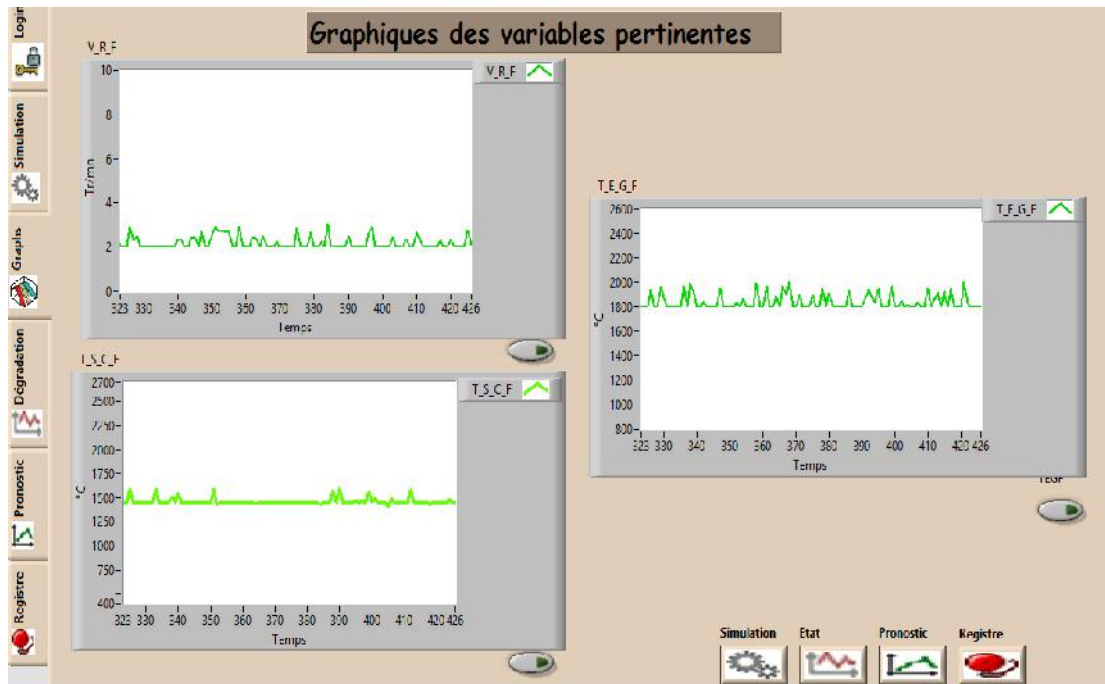 Graphiques des variables pertinentes
Login
Simulation
Graphs
Dégradation
Pronostic
Registre
V_R_F
V_R_F
Tr/mn
10
8
6
4
2
0
323 330 340 350 360 370 380 390 400 410 420 426
Temps
T_S_C_F
T_S_C_F
°C
2700
2500
2250
2000
1750
1500
1250
1000
750
400
323 330 340 350 360 370 380 390 400 410 420 426
Temps
T_E_G_F
T_E_G_F
°C
2600
2400
2200
2000
1800
1600
1400
1200
1000
800
323 330 340 350 360 370 380 390 400 410 420 426
Temps
TEGF
Simulation Etat Pronostic Registre